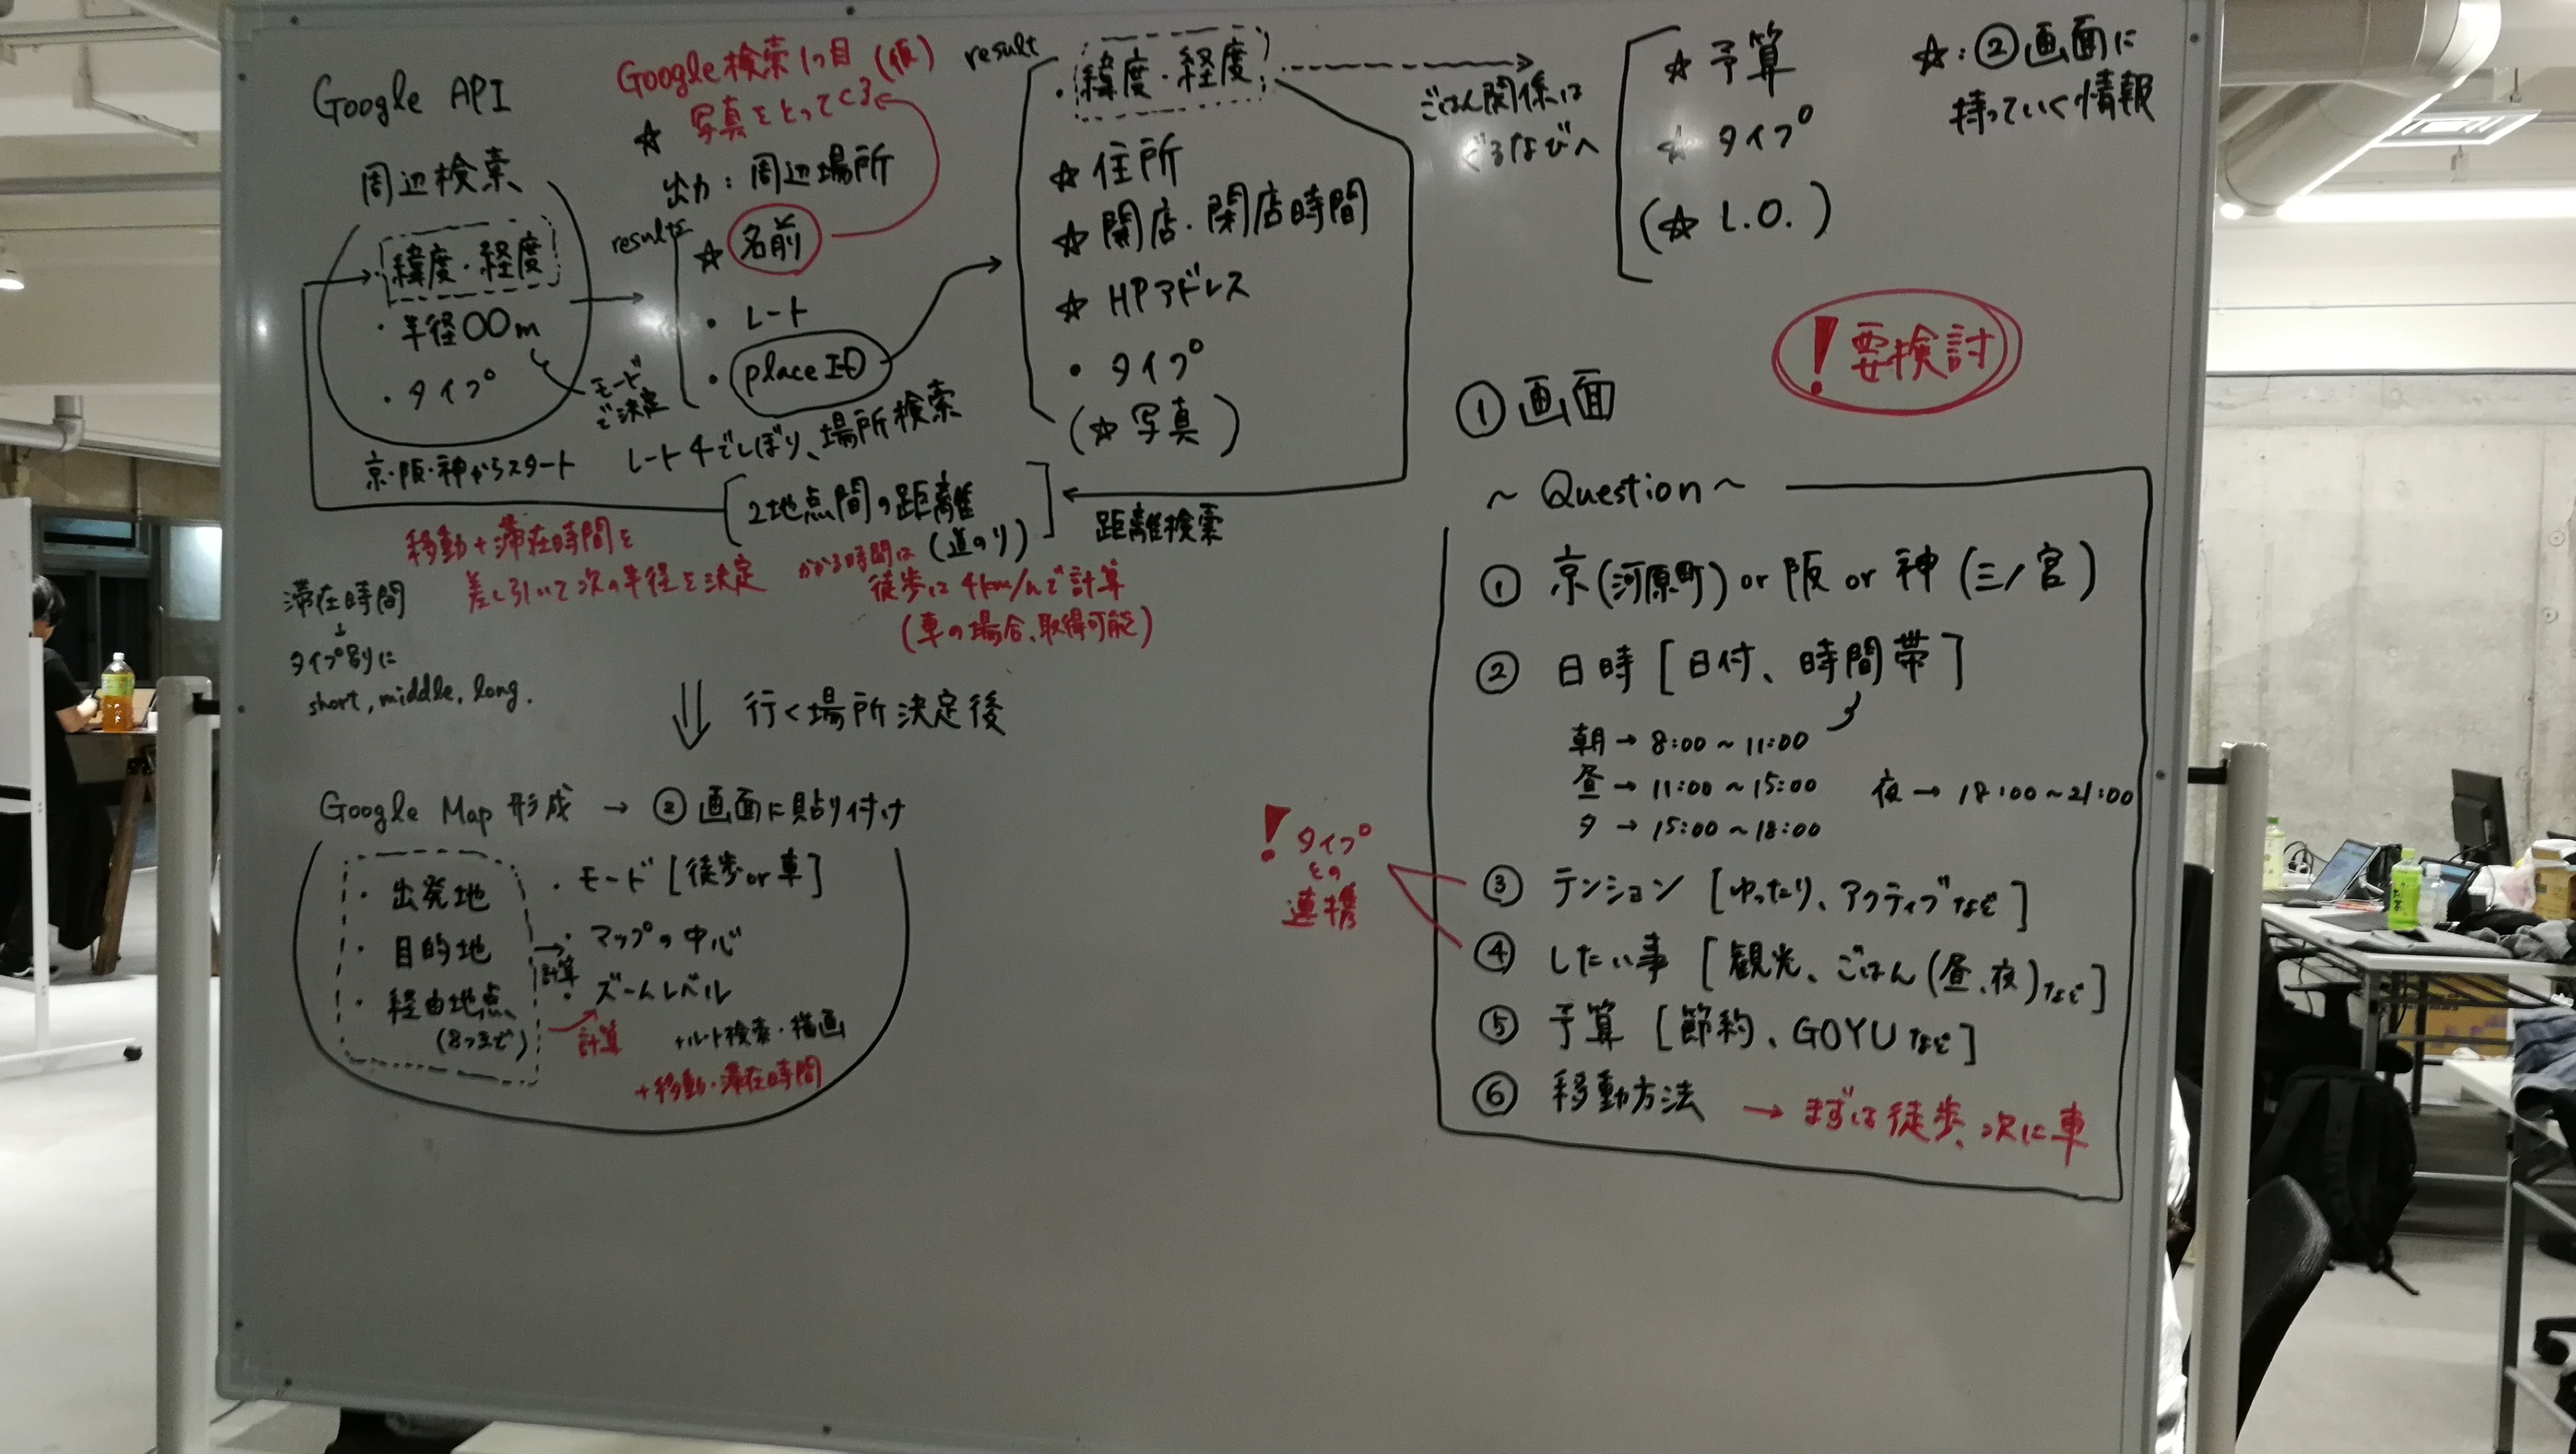 Google API
周辺検索
・緯度・経度
・半径〇〇m
・タイプ
モードで決定
京・阪・神からスタート
Google検索1つ目(仮)
☆ 写真をとってくる
出力：周辺場所
results
☆ 名前
・レート
・place ID
レート4でしぼり、場所検索
result
・緯度・経度
☆ 住所
☆ 開店・閉店時間
☆ HPアドレス
・タイプ
(☆ 写真)
ごはん関係は
ぐるなびへ
☆ 予算
☆ タイプ
(☆ L.O.)
☆：②画面に
持っていく情報
2地点間の距離
(道のり)
距離検索
移動＋滞在時間を
差し引いて次の半径を決定
かかる時間は
徒歩は4km/hで計算
(車の場合、取得可能)
滞在時間
↓
タイプ別に
short, middle, long.
⇓ 行く場所決定後
Google Map 形成 → ②画面に貼り付け
・出発地
・目的地
・経由地点
(8つまで)
→計算
・モード [徒歩or車]
・マップの中心
・ズームレベル
計算
+ルート検索・描画
+移動・滞在時間
! 要検討
① 画面
～ Question ～
① 京(河原町) or 阪 or 神 (三ノ宮)
② 日時 [日付、時間帯]
朝→ 8:00～11:00
昼→ 11:00～15:00
夕→ 15:00～18:00
夜→ 18:00～21:00
③ テンション [ゆったり、アクティブなど]
④ したい事 [観光、ごはん(昼、夜)など]
⑤ 予算 [節約、GOYUなど]
⑥ 移動方法 → まずは徒歩、次に車
! タイプ
との
連携